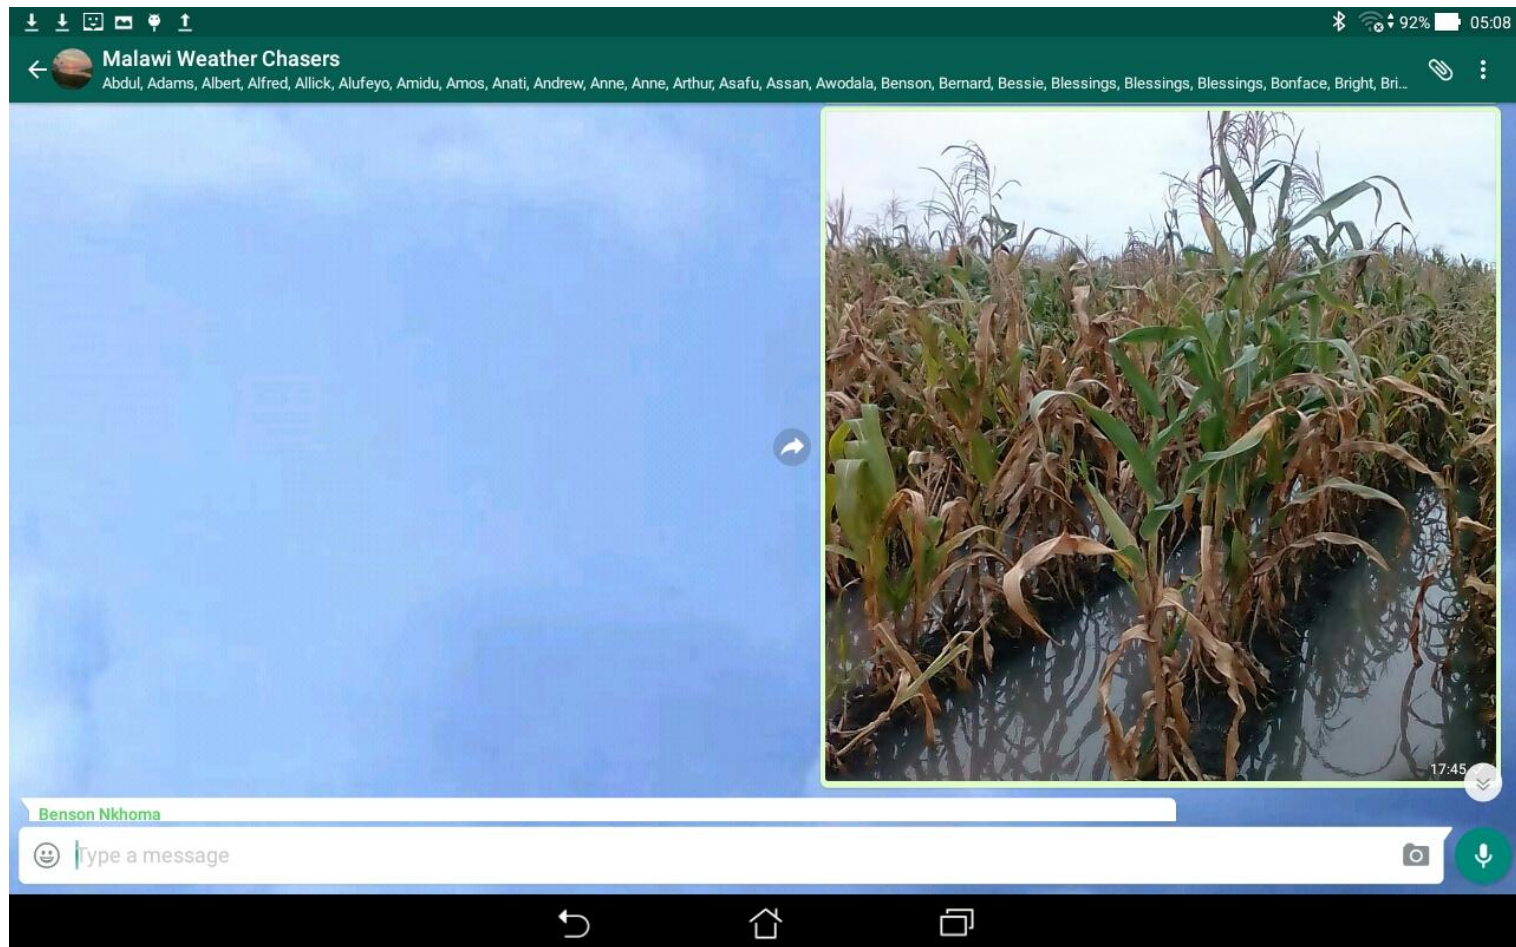 92% 05:08
Malawi Weather Chasers
Abdul, Adams, Albert, Alfred, Allick, Alufeyo, Amidu, Amos, Anati, Andrew, Anne, Anne, Arthur, Asafu, Assan, Awodala, Benson, Bernard, Bessie, Blessings, Blessings, Blessings, Bonface, Bright, Bri...
17:45
Benson Nkhoma
Type a message